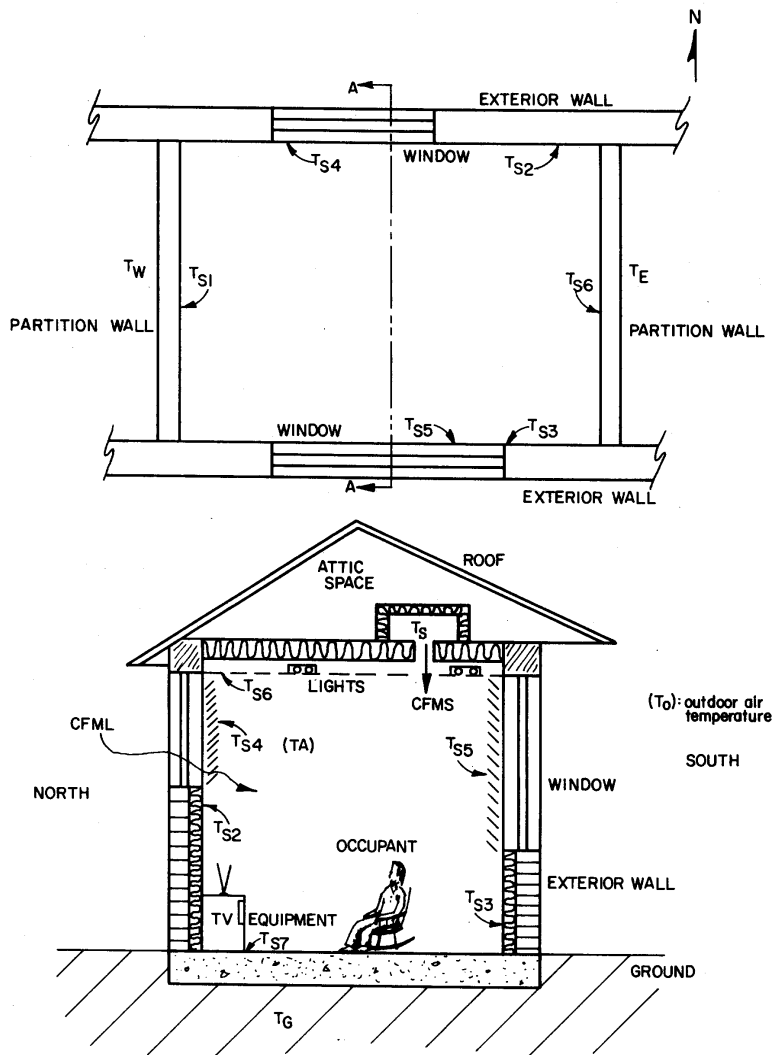 N
A
EXTERIOR WALL
TS4
WINDOW
TS2
TW
TS1
TS6
TE
PARTITION WALL
PARTITION WALL
WINDOW
TS5
TS3
A
EXTERIOR WALL
ATTIC
SPACE
ROOF
TS
TS6
LIGHTS
CFMS
(TO): outdoor air
temperature
CFML
TS4 (TA)
TS5
SOUTH
NORTH
WINDOW
TS2
OCCUPANT
EXTERIOR WALL
TS3
TV EQUIPMENT
TS7
GROUND
TG